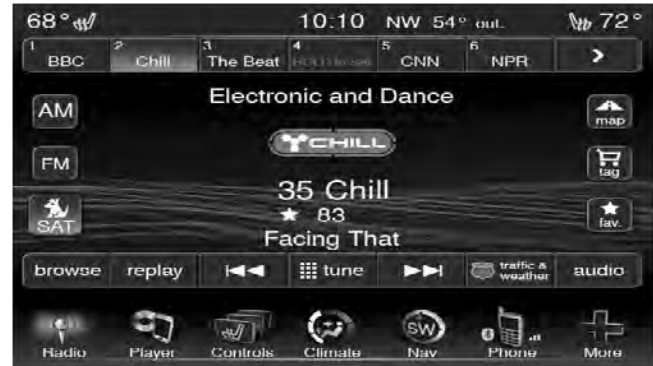 68° 10:10 NW 54° out. 72°
1 BBC 2 Chill 3 The Beat 4 5 CNN 6 NPR >
Electronic and Dance
AM
map
CHILL
FM
tag
35 Chill
83
SAT
fav.
Facing That
browse replay tune traffic & weather audio
SW
Radio Player Controls Climate Nav Phone More